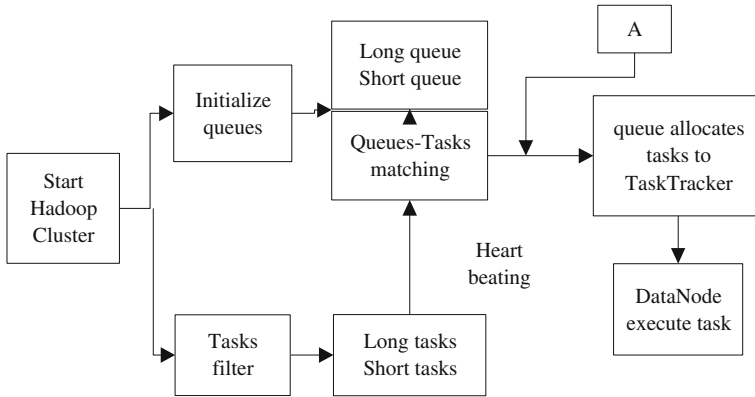 Long queue
Short queue
A
Initialize
queues
Queues-Tasks
matching
queue allocates
tasks to
TaskTracker
Start
Hadoop
Cluster
Heart
beating
DataNode
execute task
Tasks
filter
Long tasks
Short tasks